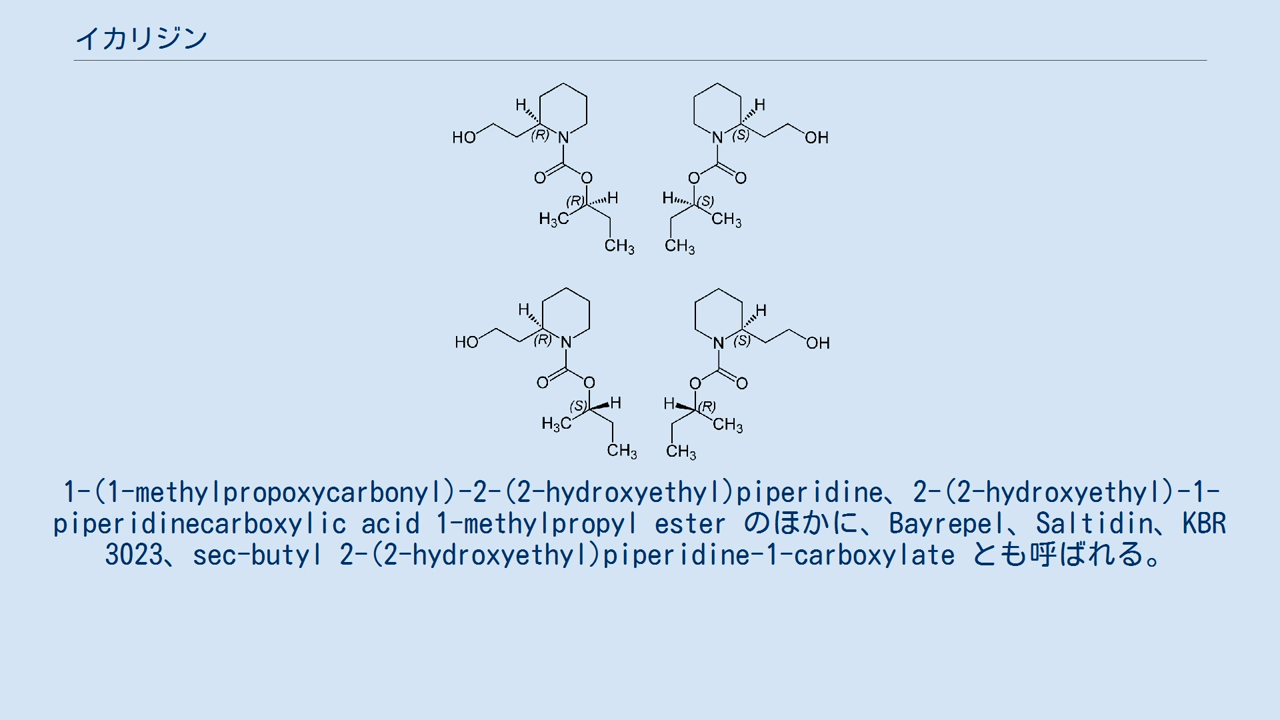 イカリジン
H
H
HO
(R)
N
N
(S)
OH
O
O
O
O
(R)
H
H
(S)
H₃C
CH₃
CH₃
CH₃
H
H
HO
(R)
N
N
(S)
OH
O
O
O
O
(S)
H
H
(R)
H₃C
CH₃
CH₃
CH₃
1-(1-methylpropoxycarbonyl)-2-(2-hydroxyethyl)piperidine、2-(2-hydroxyethyl)-1-
piperidinecarboxylic acid 1-methylpropyl ester のほかに、Bayrepel、Saltidin、KBR
3023、sec-butyl 2-(2-hydroxyethyl)piperidine-1-carboxylate とも呼ばれる。